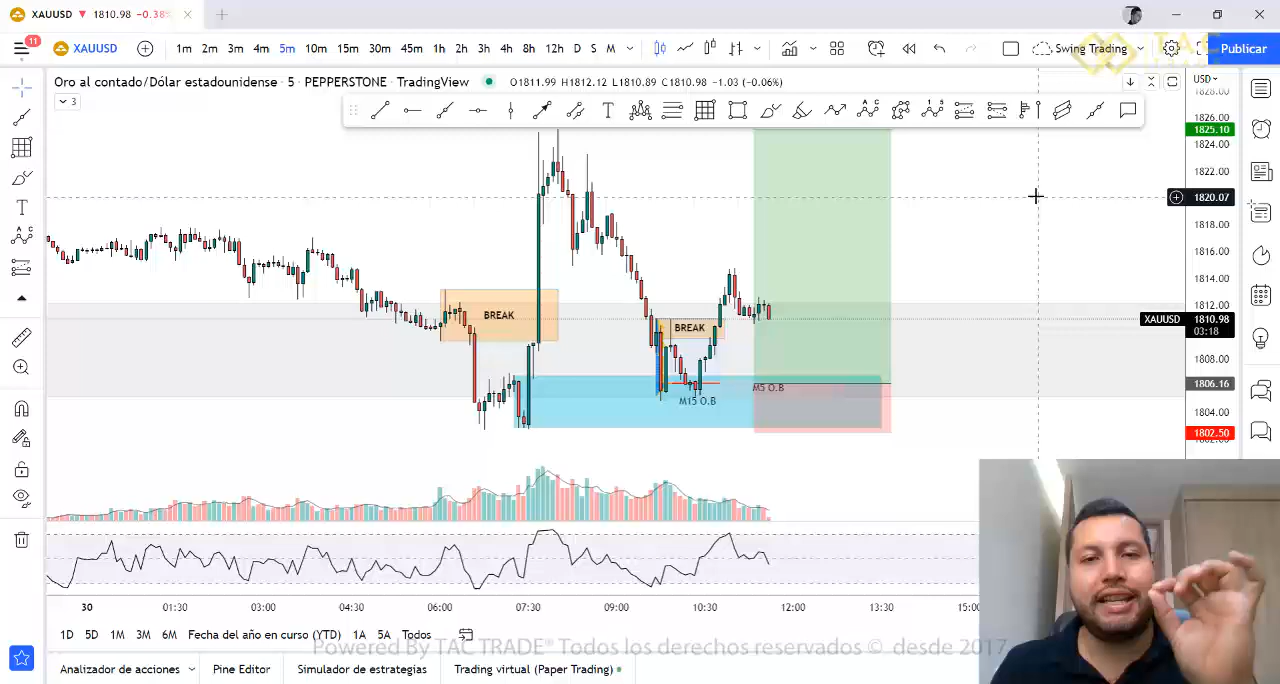 XAUUSD ▼ 1810.98 −0.38%
11
XAUUSD 1m 2m 3m 4m 5m 10m 15m 30m 45m 1h 2h 3h 4h 8h 12h D S M Swing Trading Publicar
Oro al contado/Dólar estadounidense · 5 · PEPPERSTONE · TradingView O1811.99 H1812.12 L1810.89 C1810.98 −1.03 (−0.06%) USD
3
1828.00
1826.00
1825.10
1824.00
1822.00
1820.07
1818.00
1816.00
1814.00
1812.00
BREAK
BREAK
XAUUSD 1810.98
03:18
1808.00
1806.16
M5 O.B
M15 O.B
1804.00
1802.50
30 01:30 03:00 04:30 06:00 07:30 09:00 10:30 12:00 13:30 15:00
1D 5D 1M 3M 6M Fecha del año en curso (YTD) 1A 5A Todos
Powered By TAC TRADE® Todos los derechos reservados © desde 2017
Analizador de acciones Pine Editor Simulador de estrategias Trading virtual (Paper Trading)